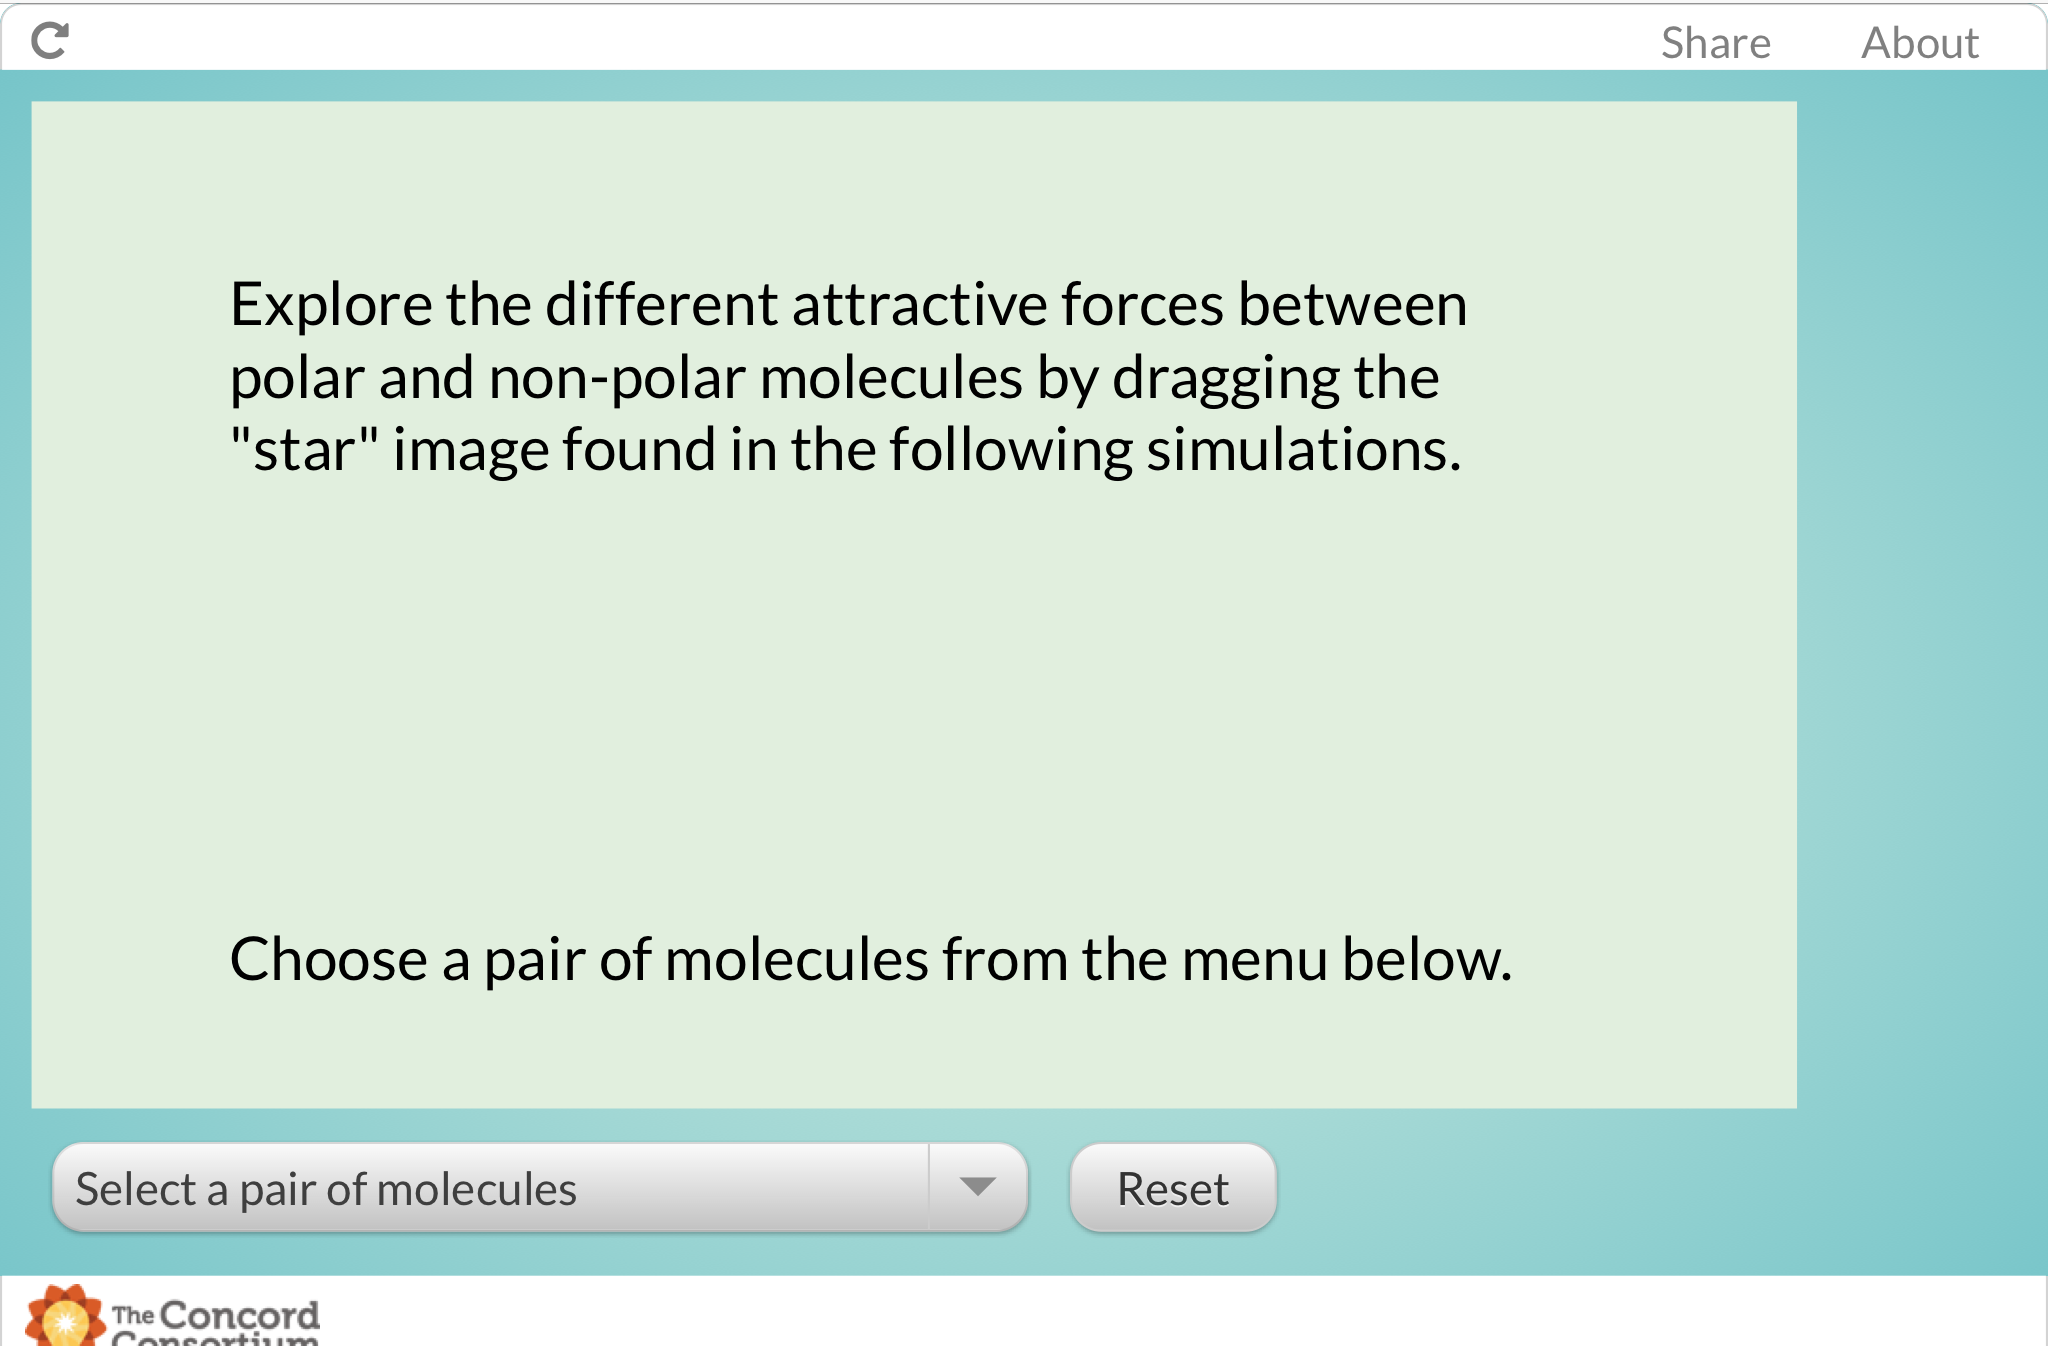 Share About
Explore the different attractive forces between
polar and non-polar molecules by dragging the
"star" image found in the following simulations.
Choose a pair of molecules from the menu below.
Select a pair of molecules Reset
The Concord
Consortium